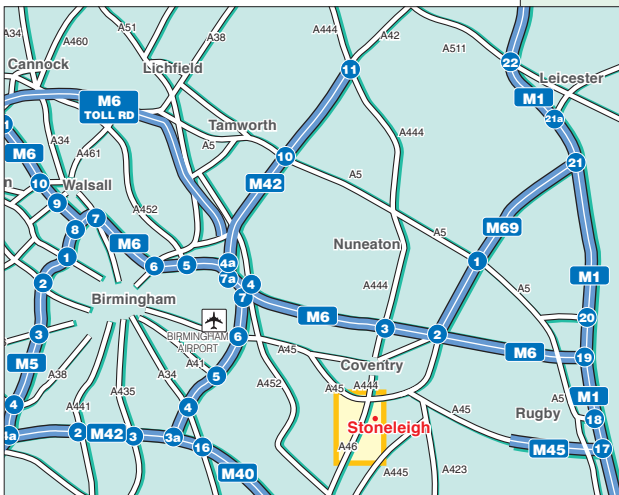 A34
A460
A51
A38
A444
A42
A511
22
Cannock
Lichfield
11
Leicester
M6
TOLL RD
M1
21a
A34
Tamworth
A444
M6
A461
A5
10
21
10
Walsall
M42
A5
9
A452
M69
7
8
M6
Nuneaton
A5
1
6
5
4a
1
7a
A5
2
4
A444
M1
Birmingham
7
M6
3
2
20
3
BIRMINGHAM
AIRPORT
6
M6
19
M5
A41
A45
Coventry
A38
A435
A34
5
A452
A45
A444
A5
M1
4
A441
4
Stoneleigh
A45
Rugby
18
4a
2
M42
3
3a
16
A46
M45
17
M40
A445
A423